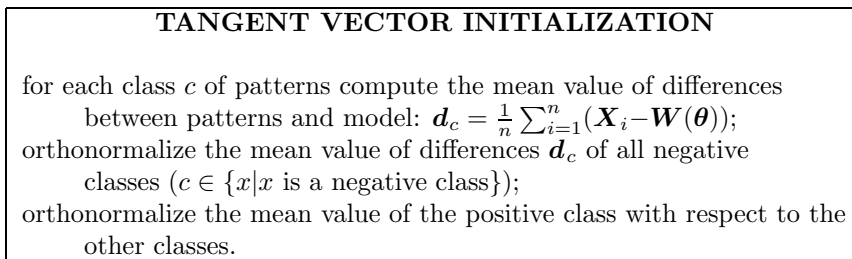 TANGENT VECTOR INITIALIZATION
for each class c of patterns compute the mean value of differences
between patterns and model: d_c = \frac{1}{n} \sum_{i=1}^{n} (X_i − W(θ));
orthonormalize the mean value of differences d_c of all negative
classes (c ∈ {x|x is a negative class});
orthonormalize the mean value of the positive class with respect to the
other classes.